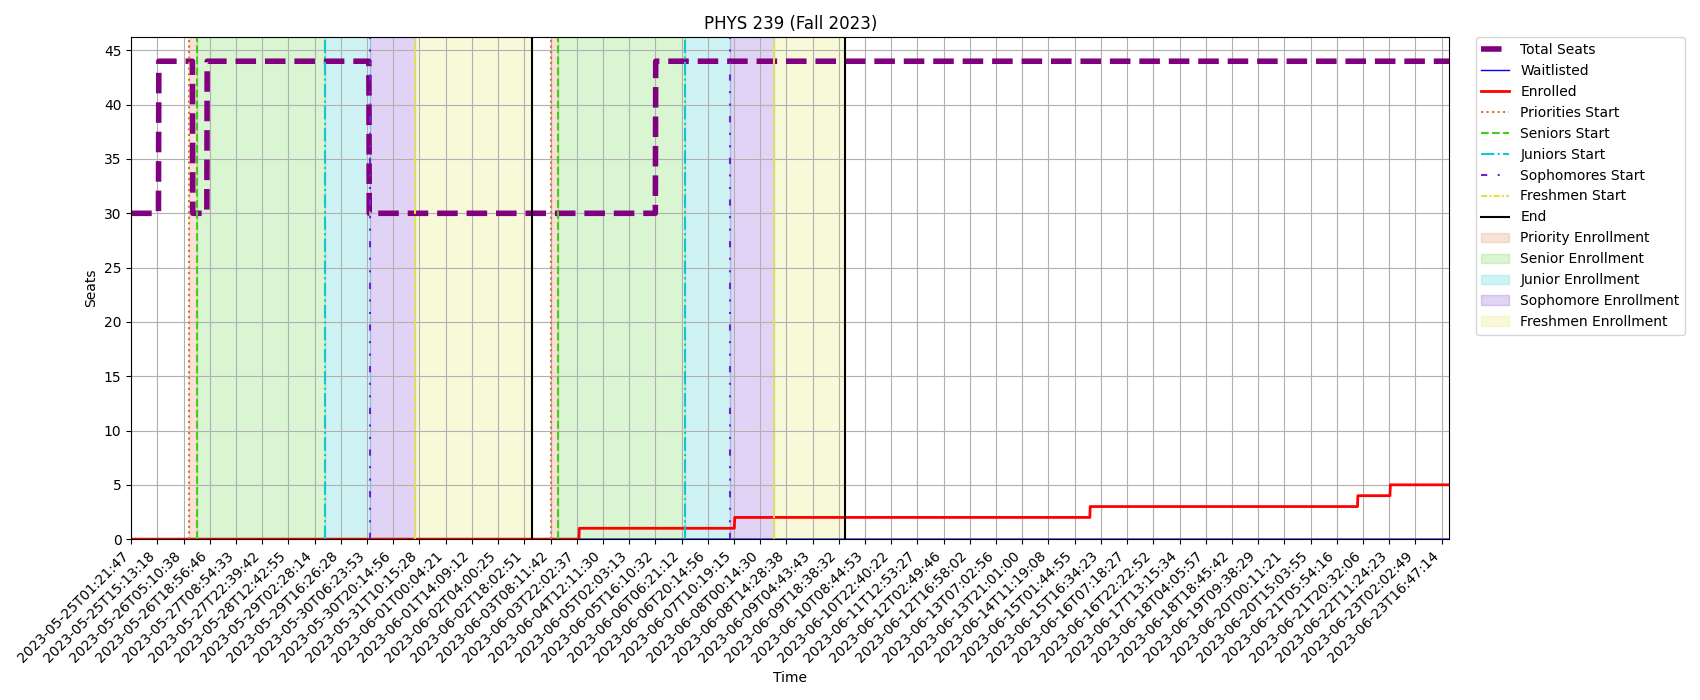 PHYS 239 (Fall 2023)
45
40
35
30
25
20
15
10
5
0
Seats
2023-05-25T01:21:47
2023-05-25T15:13:18
2023-05-26T05:10:38
2023-05-26T18:56:46
2023-05-27T08:54:33
2023-05-27T22:39:42
2023-05-28T12:42:55
2023-05-29T02:28:14
2023-05-29T16:26:28
2023-05-30T06:23:53
2023-05-30T20:14:56
2023-05-31T10:15:28
2023-06-01T00:04:21
2023-06-01T14:09:12
2023-06-02T04:00:25
2023-06-02T18:02:51
2023-06-03T08:11:42
2023-06-03T22:02:37
2023-06-04T12:11:30
2023-06-05T02:03:13
2023-06-05T16:10:32
2023-06-06T06:21:12
2023-06-06T20:14:56
2023-06-07T10:19:15
2023-06-08T00:14:30
2023-06-08T14:28:38
2023-06-09T04:43:43
2023-06-09T18:38:32
2023-06-10T08:44:53
2023-06-10T22:40:22
2023-06-11T12:53:27
2023-06-12T02:49:46
2023-06-12T16:58:02
2023-06-13T07:02:56
2023-06-13T21:01:00
2023-06-14T11:19:08
2023-06-15T01:44:55
2023-06-15T16:34:23
2023-06-16T07:18:27
2023-06-16T22:22:52
2023-06-17T13:15:34
2023-06-18T04:05:57
2023-06-18T18:45:42
2023-06-19T09:38:29
2023-06-20T00:11:21
2023-06-20T15:03:55
2023-06-21T05:54:16
2023-06-21T20:32:06
2023-06-22T11:24:23
2023-06-23T02:02:49
2023-06-23T16:47:14
Time
Total Seats
Waitlisted
Enrolled
Priorities Start
Seniors Start
Juniors Start
Sophomores Start
Freshmen Start
End
Priority Enrollment
Senior Enrollment
Junior Enrollment
Sophomore Enrollment
Freshmen Enrollment